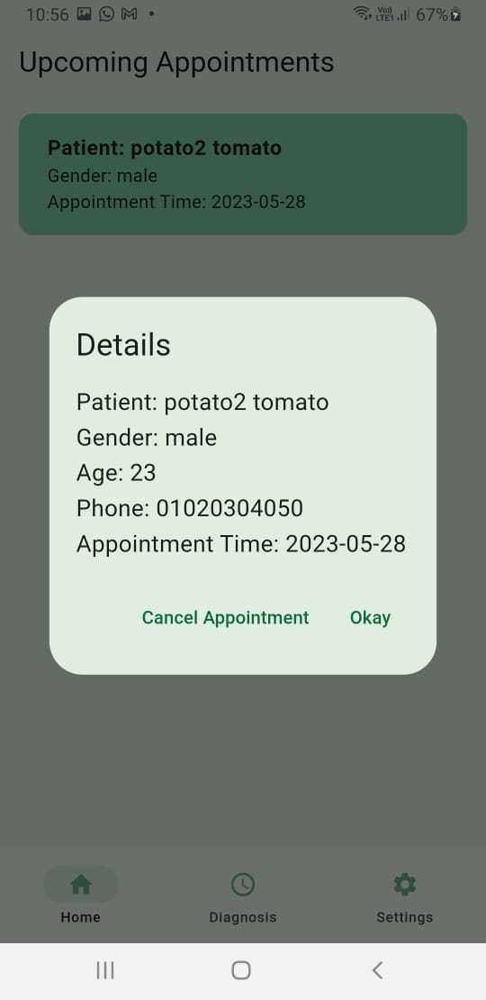 10:56
Vo)) LTE1 67%
Upcoming Appointments
Patient: potato2 tomato
Gender: male
Appointment Time: 2023-05-28
Details
Patient: potato2 tomato
Gender: male
Age: 23
Phone: 01020304050
Appointment Time: 2023-05-28
Cancel Appointment Okay
Home Diagnosis Settings